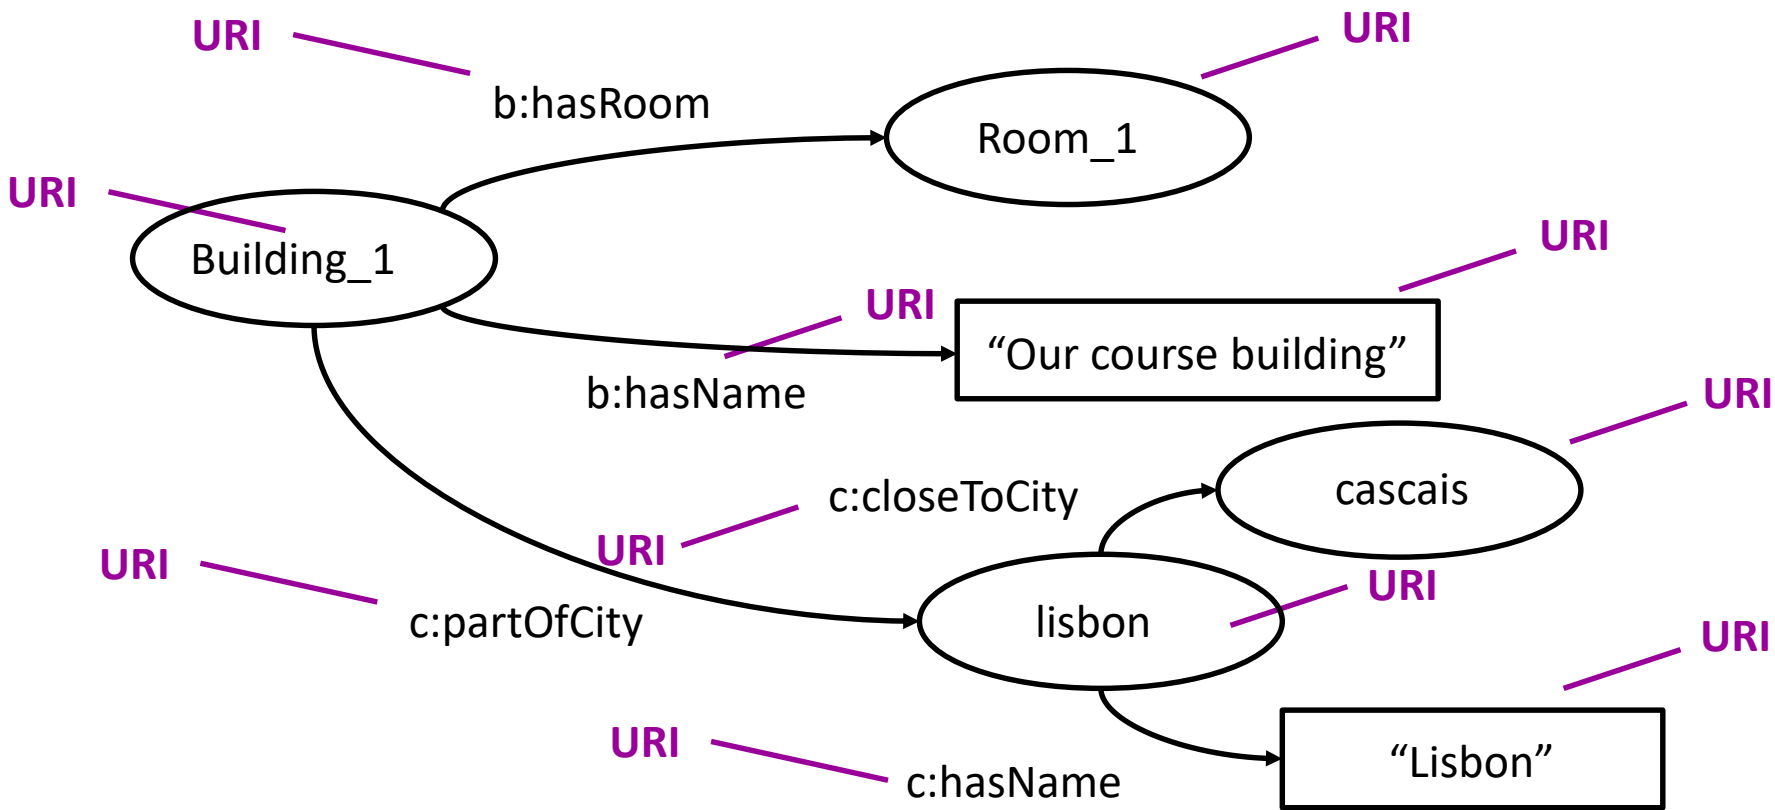 URI
URI
b:hasRoom
Room_1
URI
Building_1
URI
URI
“Our course building”
b:hasName
URI
c:closeToCity
cascais
URI
URI
URI
c:partOfCity
lisbon
URI
URI
“Lisbon”
c:hasName